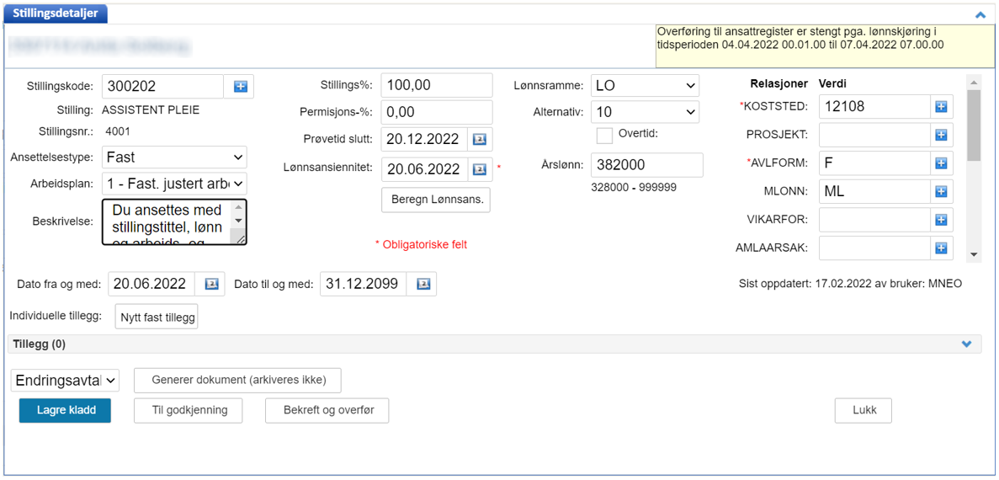 Stillingsdetaljer
Overføring til ansattregister er stengt pga. lønnskjøring i
tidsperioden 04.04.2022 00.01.00 til 07.04.2022 07.00.00
Stillingskode: 300202
Stilling: ASSISTENT PLEIE
Stillingsnr.: 4001
Ansettelsestype: Fast
Arbeidsplan: 1 - Fast. justert arb
Beskrivelse: Du ansettes med
stillingstittel, lønn
og arbeids- og
Stillings%: 100,00
Permisjons-%: 0,00
Prøvetid slutt: 20.12.2022
Lønnsansiennitet: 20.06.2022 *
Beregn Lønnsans.
* Obligatoriske felt
Lønnsramme: LO
Alternativ: 10
Overtid:
Årslønn: 382000
328000 - 999999
Relasjoner Verdi
*KOSTSTED: 12108
PROSJEKT:
*AVLFORM: F
MLONN: ML
VIKARFOR:
AMLAARSAK:
Dato fra og med: 20.06.2022 Dato til og med: 31.12.2099
Sist oppdatert: 17.02.2022 av bruker: MNEO
Individuelle tillegg: Nytt fast tillegg
Tillegg (0)
Endringsavtal Generer dokument (arkiveres ikke)
Lagre kladd Til godkjenning Bekreft og overfør Lukk